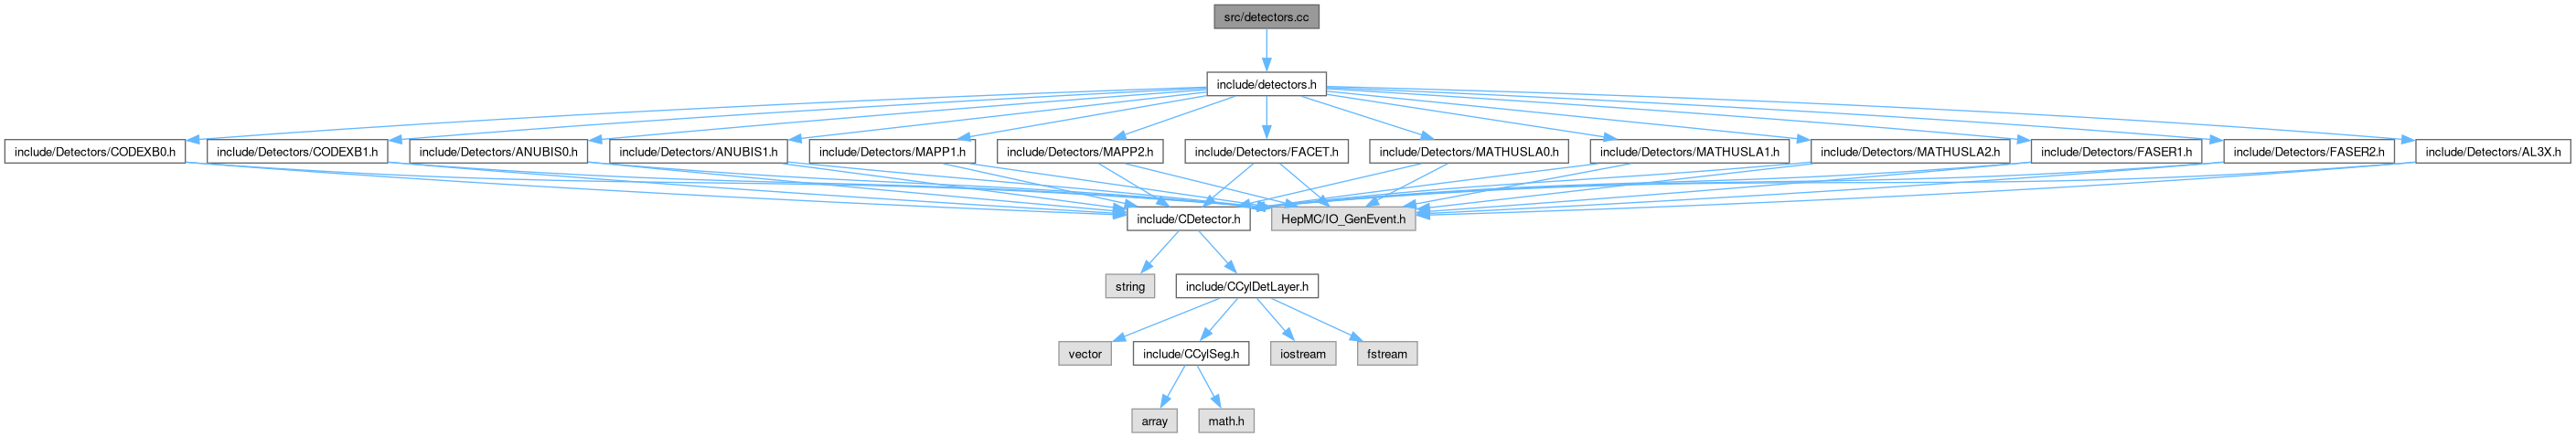 src/detectors.cc
include/detectors.h
include/Detectors/CODEXB0.h
include/Detectors/CODEXB1.h
include/Detectors/ANUBIS0.h
include/Detectors/ANUBIS1.h
include/Detectors/MAPP1.h
include/Detectors/MAPP2.h
include/Detectors/FACET.h
include/Detectors/MATHUSLA0.h
include/Detectors/MATHUSLA1.h
include/Detectors/MATHUSLA2.h
include/Detectors/FASER1.h
include/Detectors/FASER2.h
include/Detectors/AL3X.h
include/CDetector.h
HepMC/IO_GenEvent.h
string
include/CCylDetLayer.h
vector
include/CCylSeg.h
iostream
fstream
array
math.h